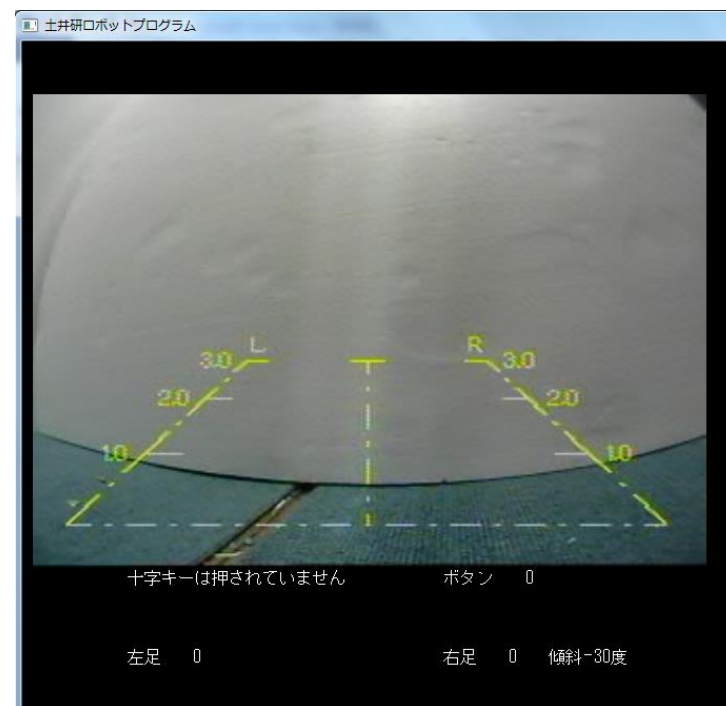 土井研ロボットプログラム
L R
3.0 3.0
2.0 2.0
1.0 1.0
十字キーは押されていません ボタン 0
左足 0 右足 0 傾斜-30度